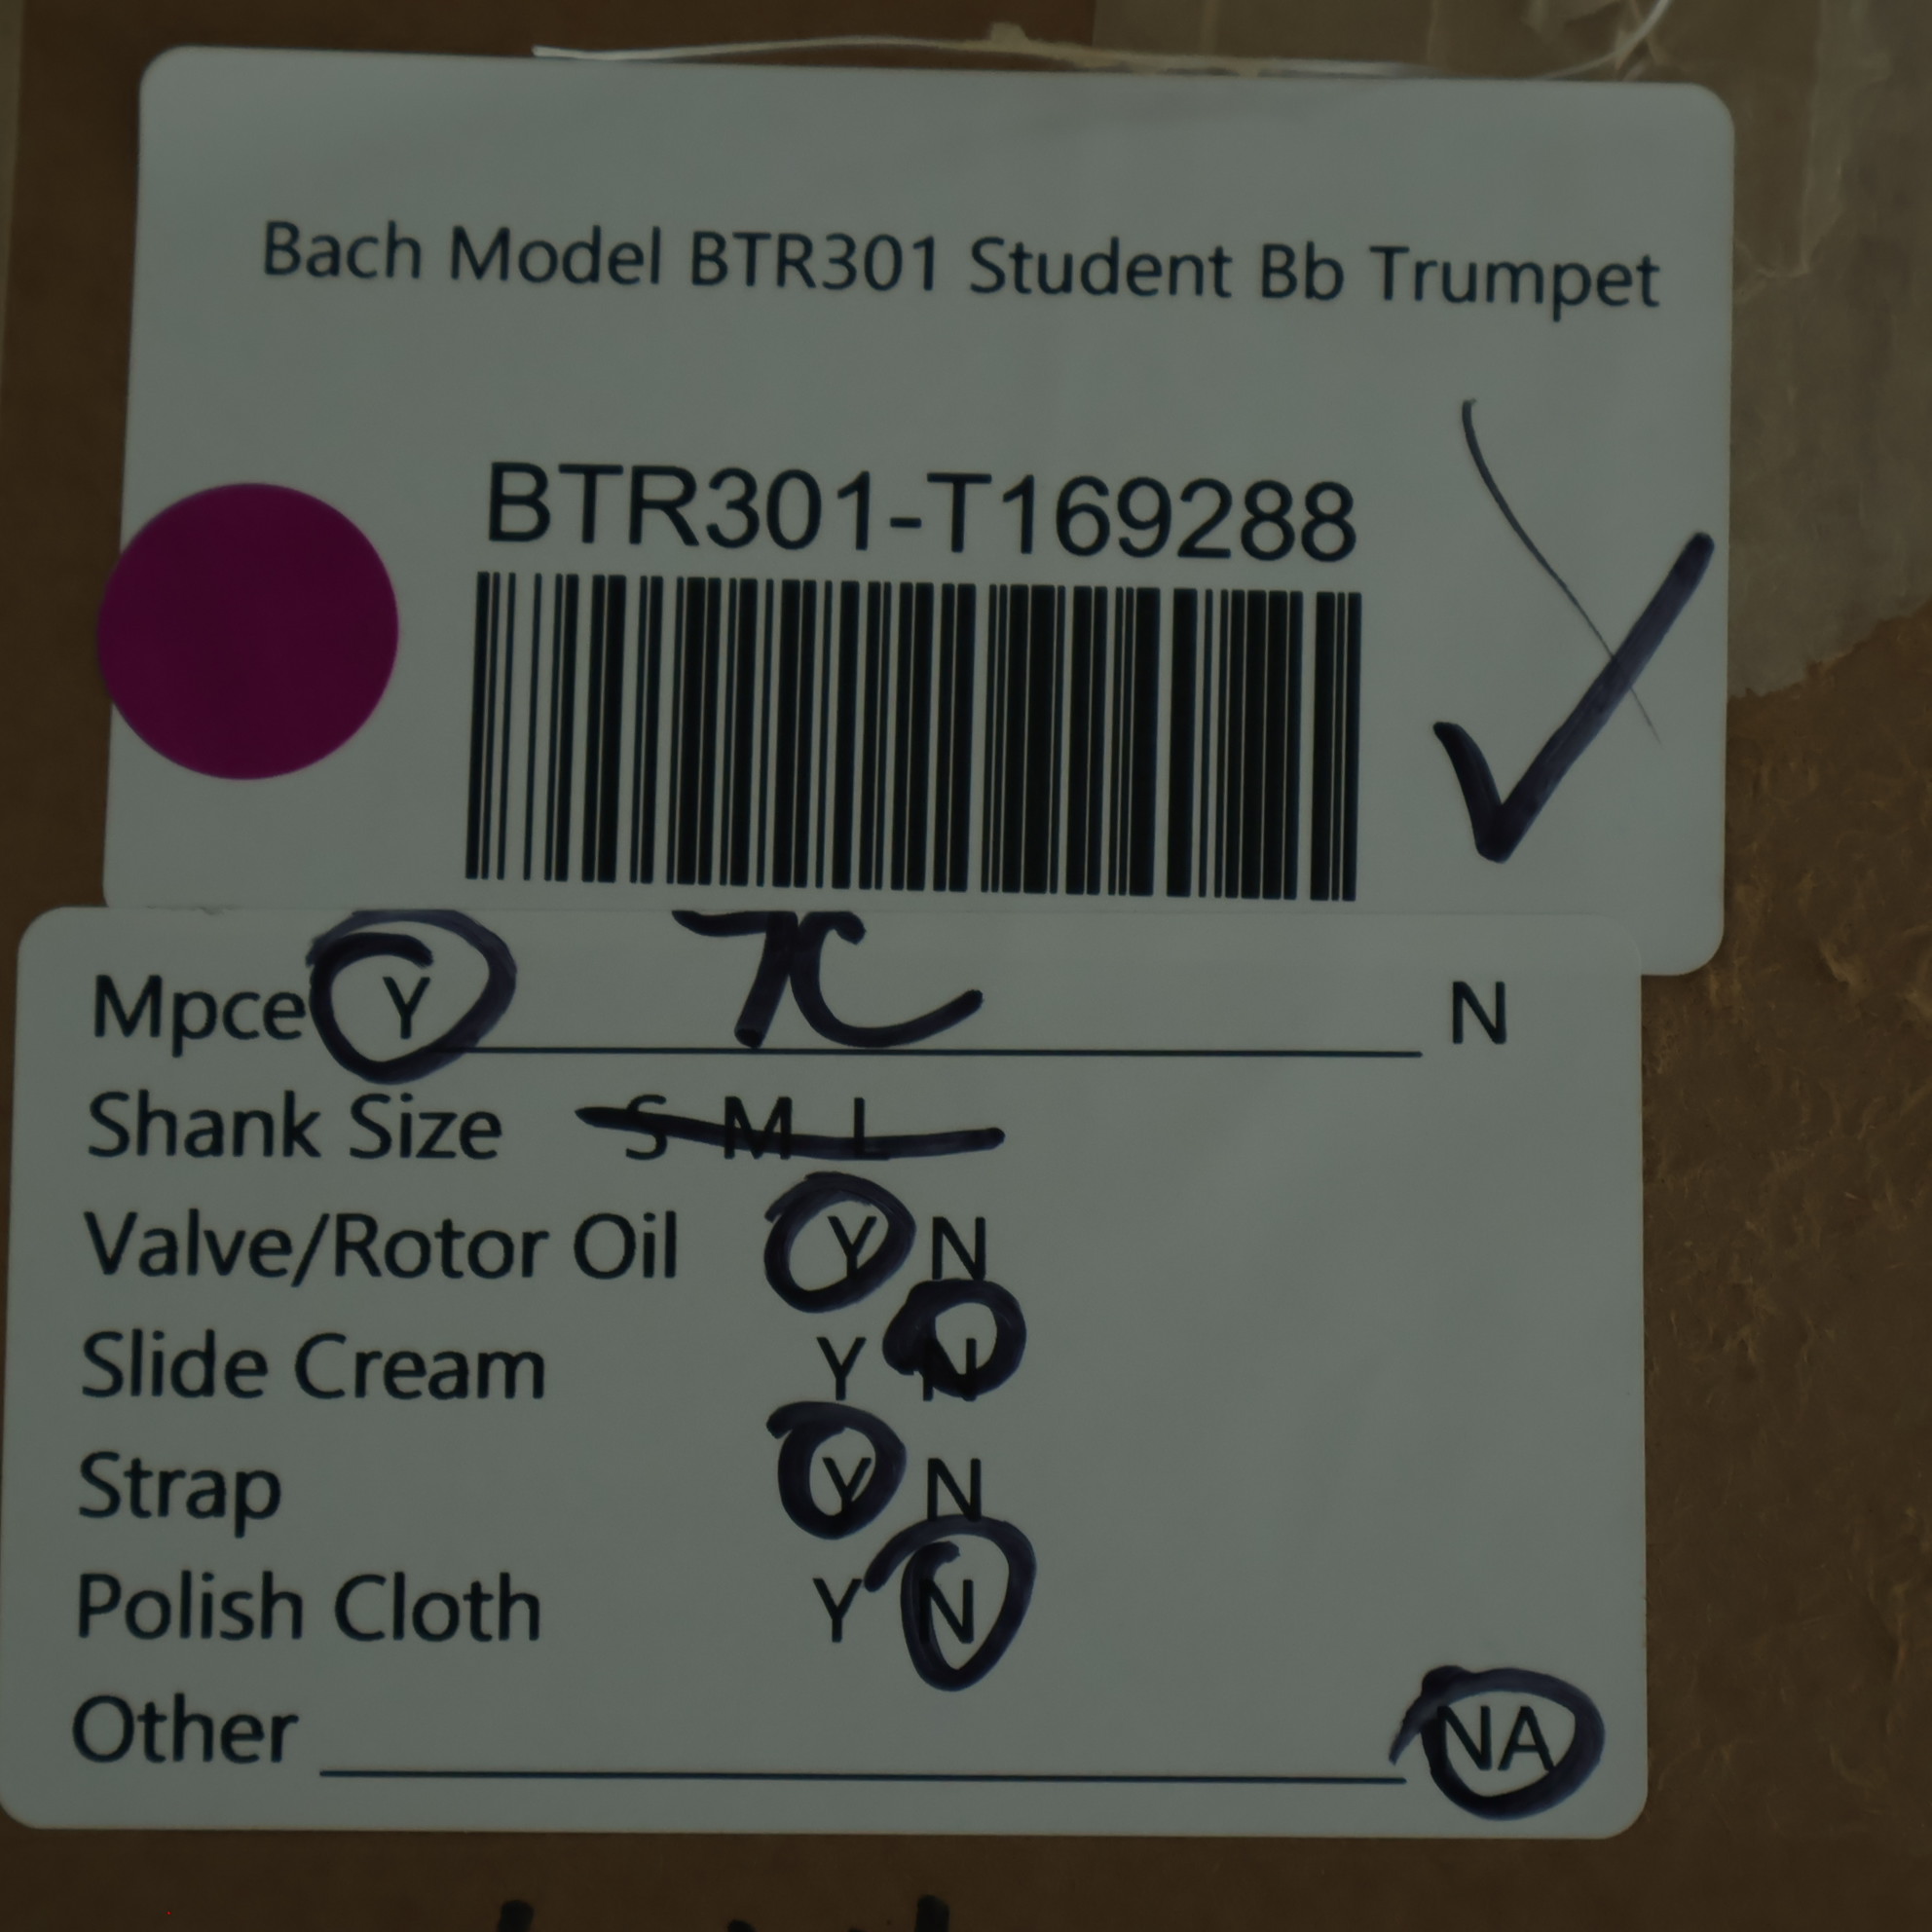 Bach Model BTR301 Student Bb Trumpet
BTR301-T169288
Mpce Y 7C N
Shank Size S M L
Valve/Rotor Oil Y N
Slide Cream Y N
Strap Y N
Polish Cloth Y N
Other NA